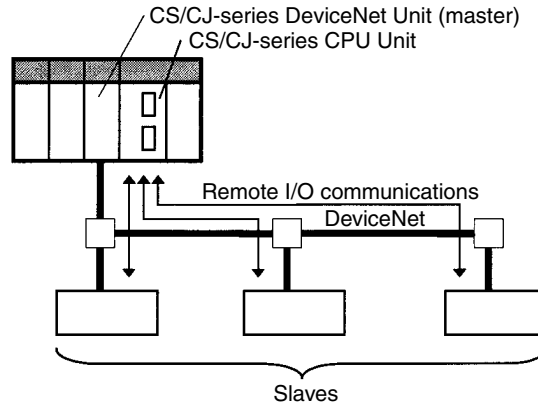 CS/CJ-series DeviceNet Unit (master)
CS/CJ-series CPU Unit
Remote I/O communications
DeviceNet
Slaves